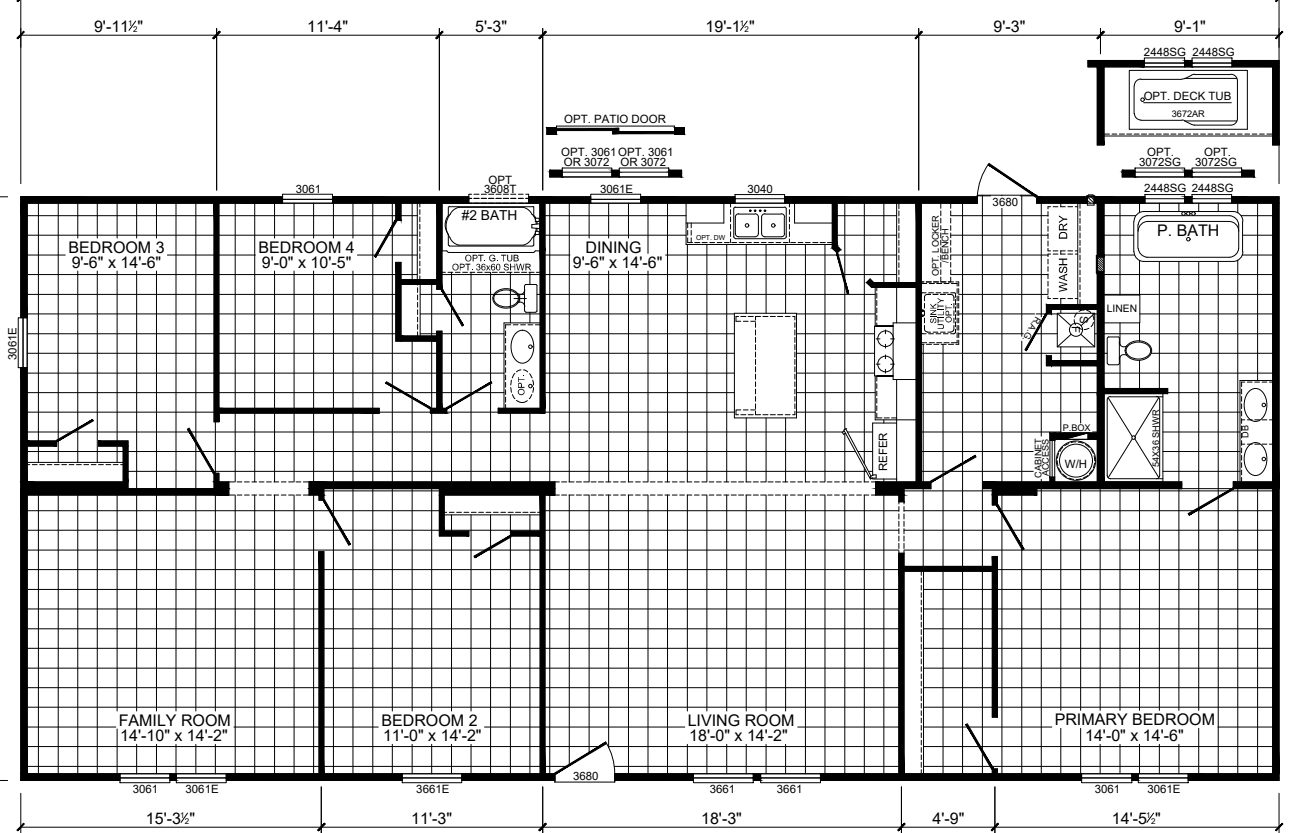 9'-11½"
11'-4"
5'-3"
19'-1½"
9'-3"
9'-1"
2448SG 2448SG
OPT. DECK TUB
3672AR
OPT. PATIO DOOR
OPT. 3061 OR 3072
OPT. 3061 OR 3072
OPT. 3072SG
OPT. 3072SG
3061
OPT 3608T
3061E
3040
3680
2448SG 2448SG
BEDROOM 3
9'-6" x 14'-6"
BEDROOM 4
9'-0" x 10'-5"
#2 BATH
OPT. G. TUB
OPT. 36x60 SHWR
OPT.
DINING
9'-6" x 14'-6"
OPT. DW
REFER
OPT. LOCKER
/BENCH
SINK
UTILITY
OPT.
DRY
WASH
R.A.G.
P.BOX
W/H
CABINET
ACCESS
P. BATH
LINEN
54X36 SHWR
DB
3061E
FAMILY ROOM
14'-10" x 14'-2"
BEDROOM 2
11'-0" x 14'-2"
LIVING ROOM
18'-0" x 14'-2"
PRIMARY BEDROOM
14'-0" x 14'-6"
3061
3061E
3661E
3680
3661
3661
3061
3061E
15'-3½"
11'-3"
18'-3"
4'-9"
14'-5½"